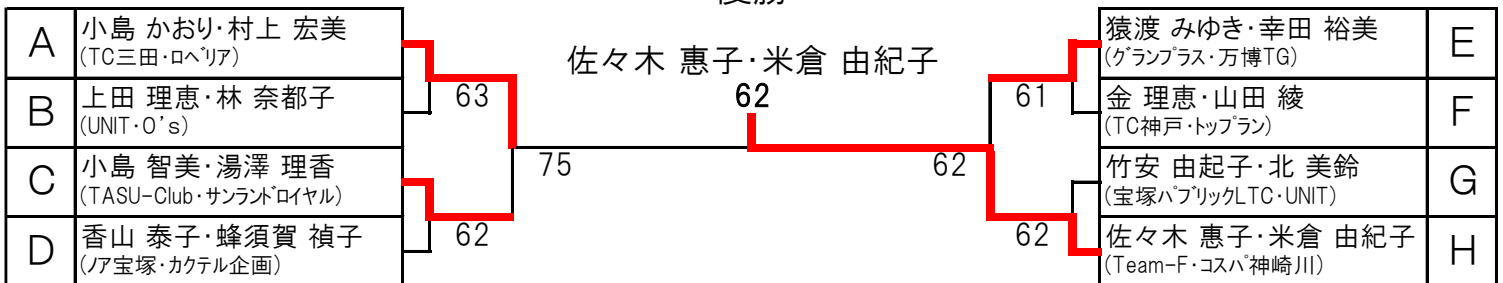 優勝
佐々木 惠子・米倉 由紀子
62
A
小島 かおり・村上 宏美
(TC三田・ロベリア)
B
上田 理恵・林 奈都子
(UNIT・O's)
63
C
小島 智美・湯澤 理香
(TASU-Club・サンランドロイヤル)
D
香山 泰子・蜂須賀 禎子
(ノア宝塚・カクテル企画)
62
75
猿渡 みゆき・幸田 裕美
(グランプラス・万博TG)
E
61
金 理恵・山田 綾
(TC神戸・トップラン)
F
62
竹安 由起子・北 美鈴
(宝塚パブリックLTC・UNIT)
G
62
佐々木 惠子・米倉 由紀子
(Team-F・コスパ神崎川)
H